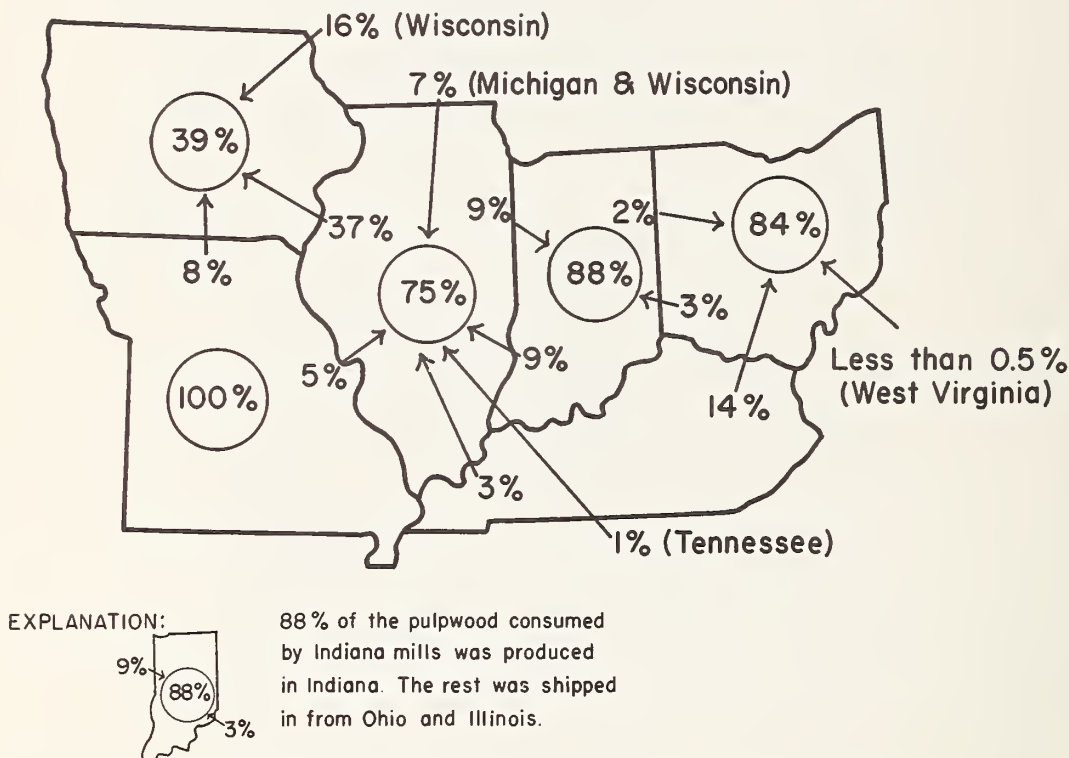 16% (Wisconsin)
7% (Michigan & Wisconsin)
39%
37%
8%
9%
2%
84%
88%
75%
3%
5%
9%
Less than 0.5%
(West Virginia)
100%
14%
3%
1% (Tennessee)
EXPLANATION:
9%
88%
3%
88% of the pulpwood consumed
by Indiana mills was produced
in Indiana. The rest was shipped
in from Ohio and Illinois.